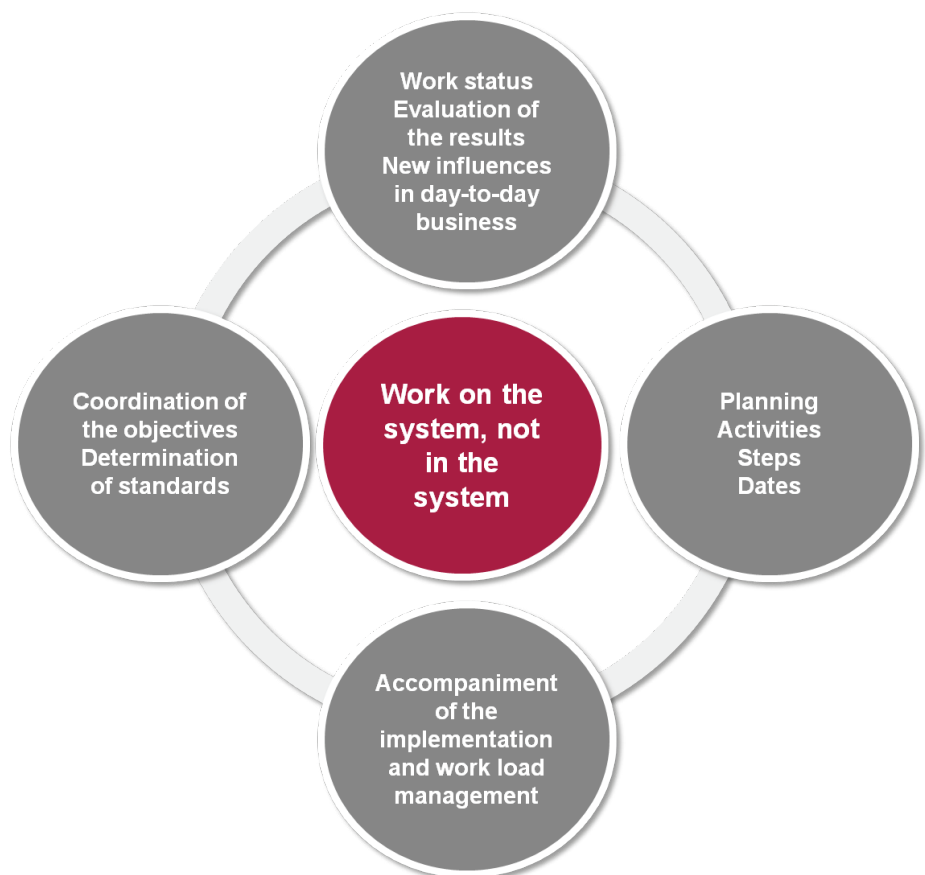 Work status
Evaluation of
the results
New influences
in day-to-day
business
Coordination of
the objectives
Determination
of standards
Work on the
system, not
in the
system
Planning
Activities
Steps
Dates
Accompaniment
of the
implementation
and work load
management